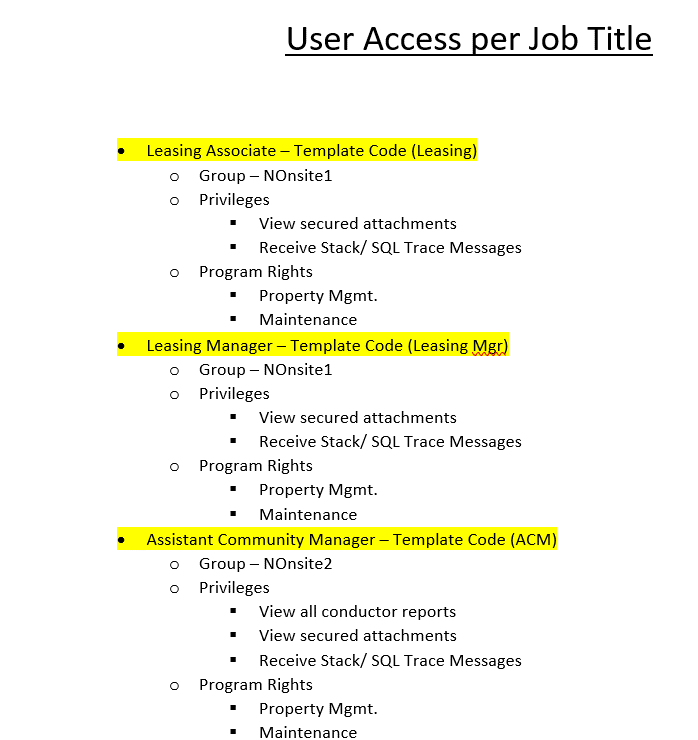 User Access per Job Title
• Leasing Associate – Template Code (Leasing)
o Group – NOnsite1
o Privileges
▪ View secured attachments
▪ Receive Stack/ SQL Trace Messages
o Program Rights
▪ Property Mgmt.
▪ Maintenance
• Leasing Manager – Template Code (Leasing Mgr)
o Group – NOnsite1
o Privileges
▪ View secured attachments
▪ Receive Stack/ SQL Trace Messages
o Program Rights
▪ Property Mgmt.
▪ Maintenance
• Assistant Community Manager – Template Code (ACM)
o Group – NOnsite2
o Privileges
▪ View all conductor reports
▪ View secured attachments
▪ Receive Stack/ SQL Trace Messages
o Program Rights
▪ Property Mgmt.
▪ Maintenance